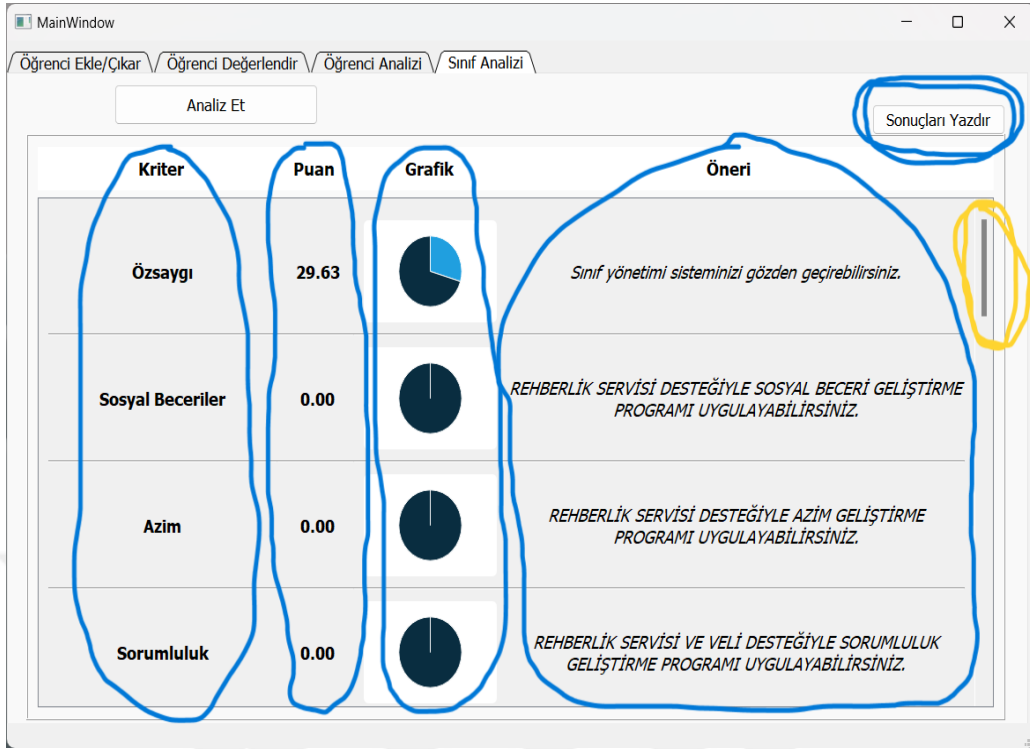 MainWindow
Öğrenci Ekle/Çıkar Öğrenci Değerlendir Öğrenci Analizi Sınıf Analizi
Analiz Et
Sonuçları Yazdır
Kriter Puan Grafik Öneri
Özsaygı 29.63 Sınıf yönetimi sisteminizi gözden geçirebilirsiniz.
Sosyal Beceriler 0.00 REHBERLİK SERVİSİ DESTEĞİYLE SOSYAL BECERİ GELİŞTİRME
PROGRAMI UYGULAYABİLİRSİNİZ.
Azim 0.00 REHBERLİK SERVİSİ DESTEĞİYLE AZİM GELİŞTİRME
PROGRAMI UYGULAYABİLİRSİNİZ.
Sorumluluk 0.00 REHBERLİK SERVİSİ VE VELİ DESTEĞİYLE SORUMLULUK
GELİŞTİRME PROGRAMI UYGULAYABİLİRSİNİZ.